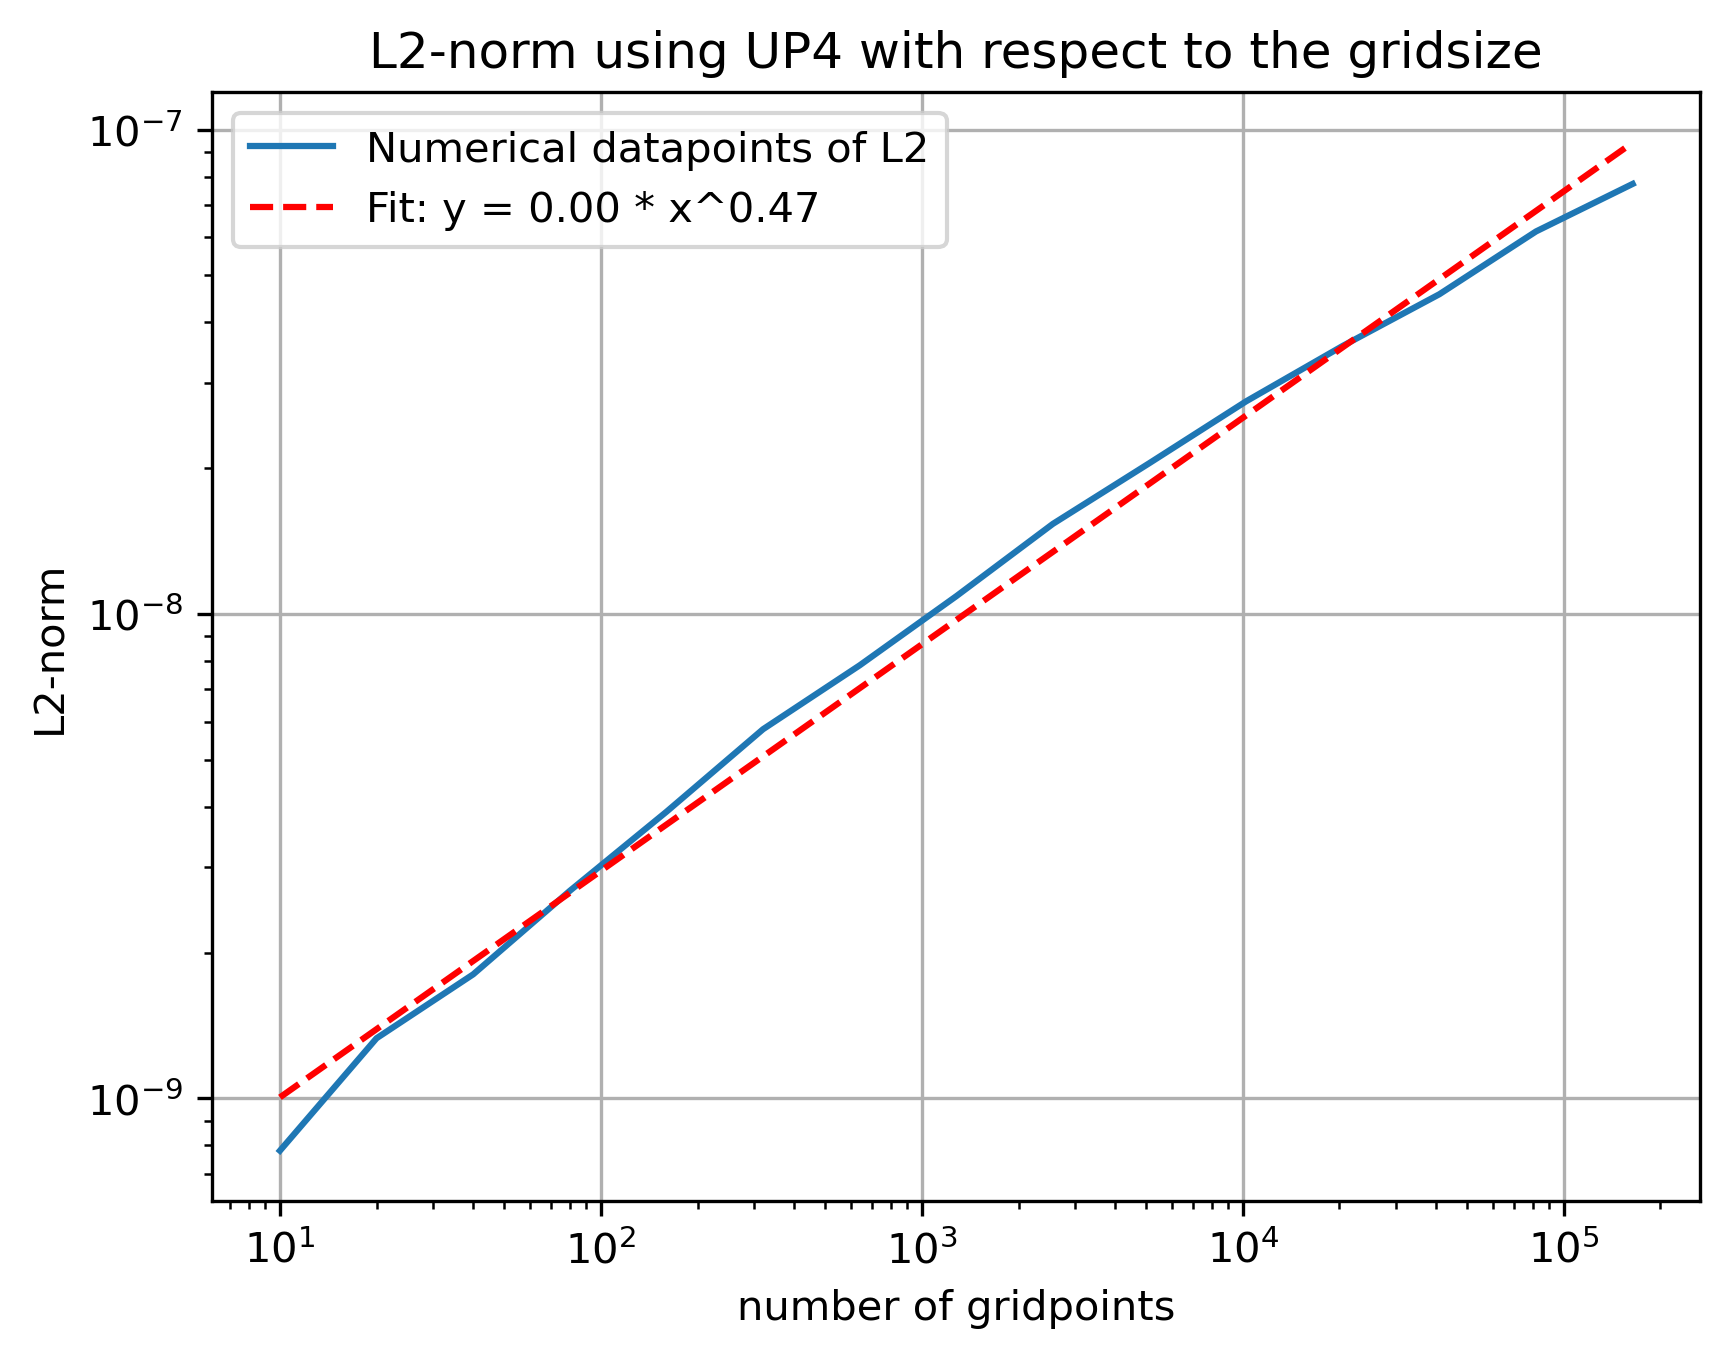 L2-norm using UP4 with respect to the gridsize
Numerical datapoints of L2
Fit: y = 0.00 * x^0.47
10⁻⁷
10⁻⁸
10⁻⁹
L2-norm
10¹ 10² 10³ 10⁴ 10⁵
number of gridpoints